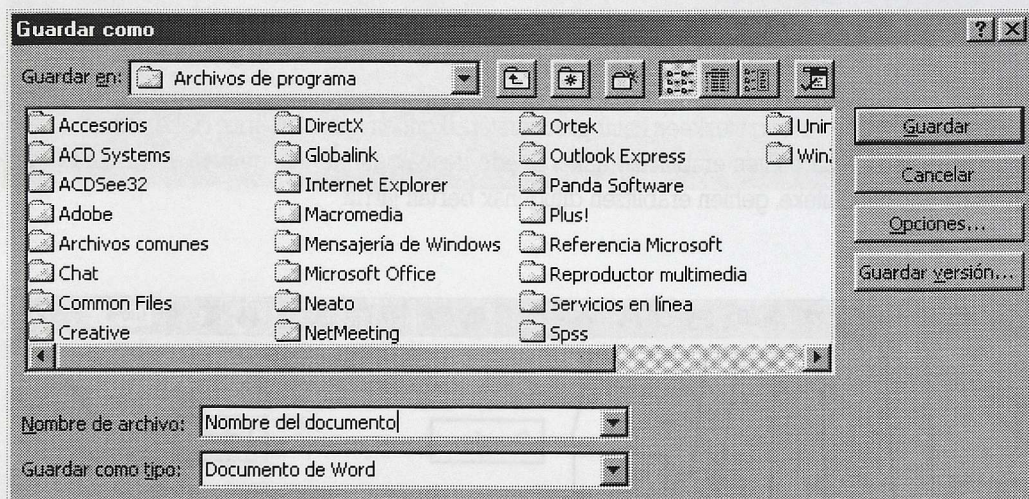 Guardar como
Guardar en: Archivos de programa
Accesorios DirectX Ortek
ACD Systems Globalink Outlook Express
ACDSee32 Internet Explorer Panda Software
Adobe Macromedia Plus!
Archivos comunes Mensajería de Windows Referencia Microsoft
Chat Microsoft Office Reproductor multimedia
Common Files Neato Servicios en línea
Creative NetMeeting Spss
Guardar
Cancelar
Opciones...
Guardar versión...
Nombre de archivo: Nombre del documento
Guardar como tipo: Documento de Word